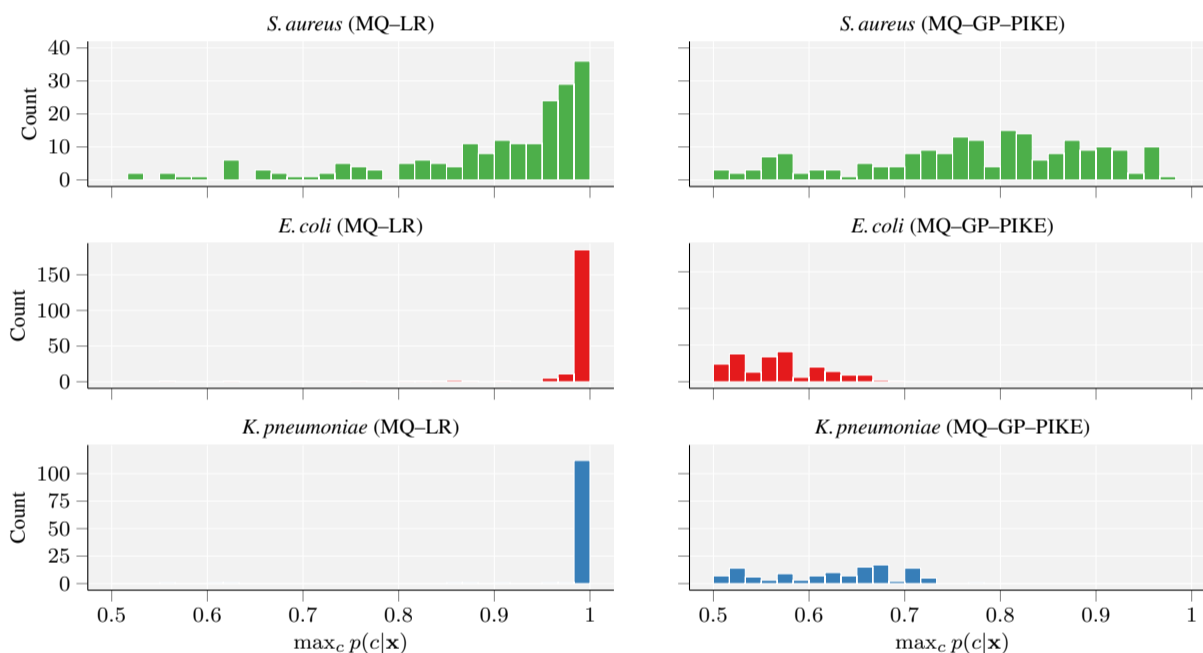 S. aureus (MQ–LR)
S. aureus (MQ–GP–PIKE)
40
30
20
10
0
Count
E. coli (MQ–LR)
E. coli (MQ–GP–PIKE)
150
100
50
0
Count
K. pneumoniae (MQ–LR)
K. pneumoniae (MQ–GP–PIKE)
100
75
50
25
0
Count
0.5 0.6 0.7 0.8 0.9 1
0.5 0.6 0.7 0.8 0.9 1
max_c p(c|x)
max_c p(c|x)